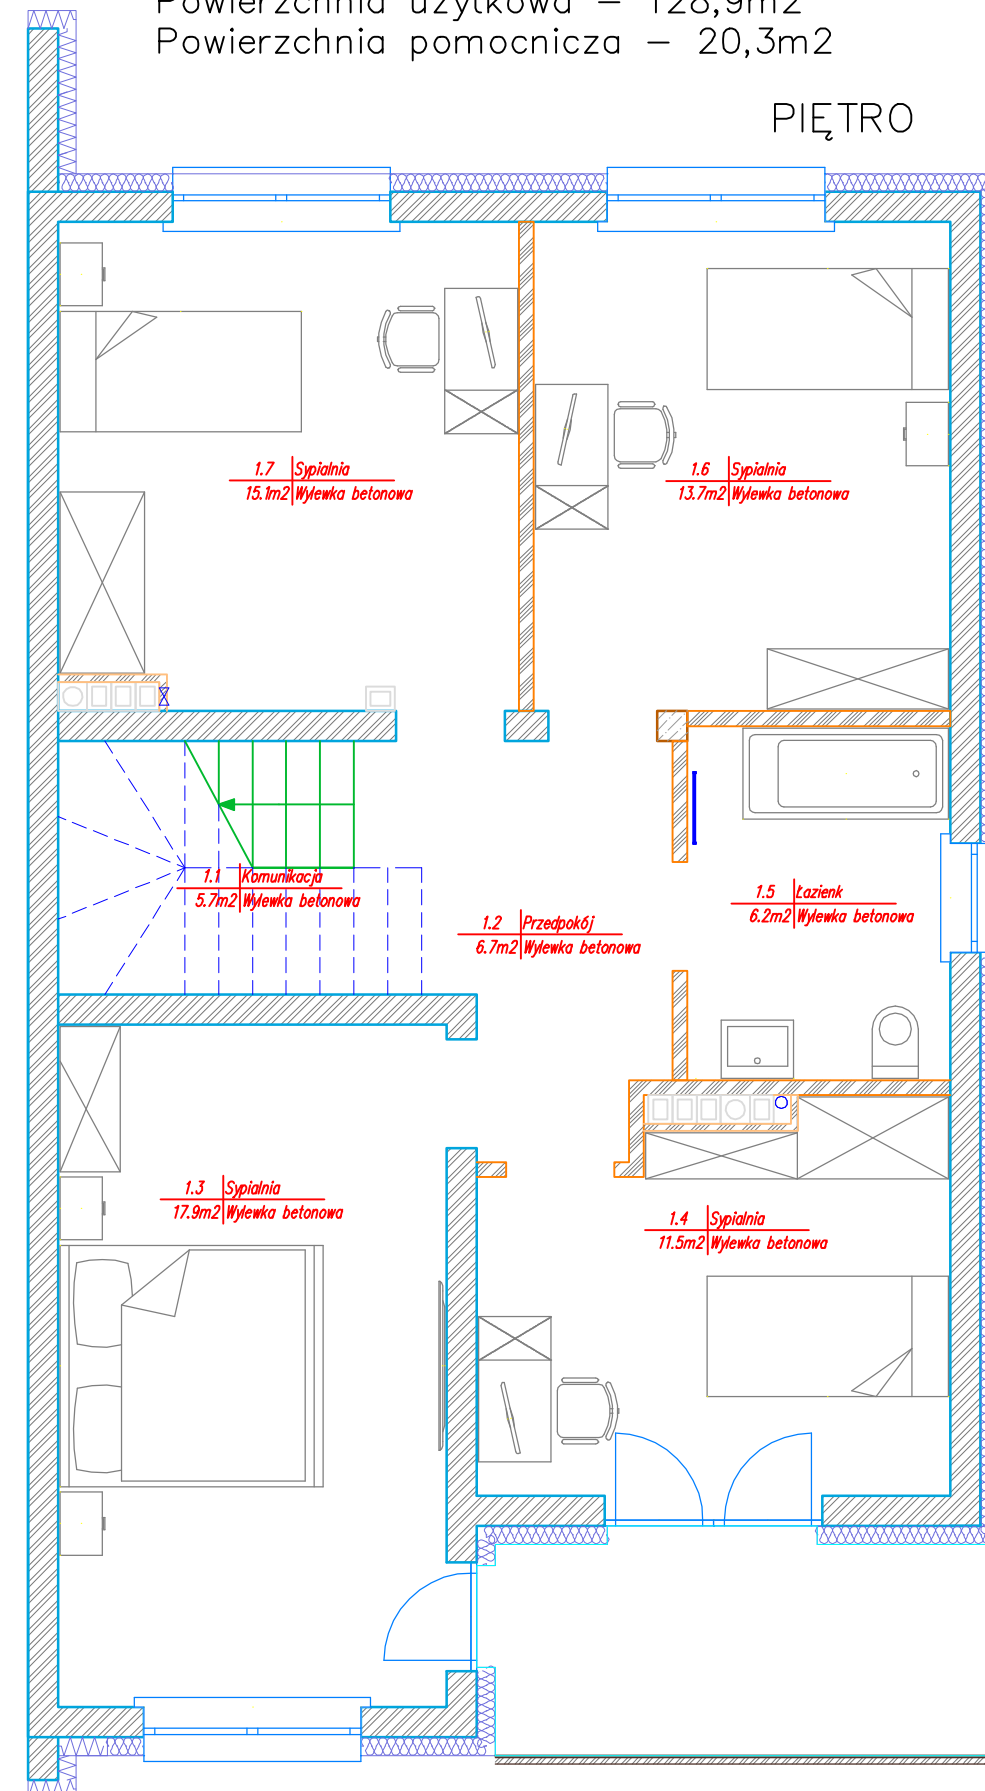 Powierzchnia użytkowa – 128,9m2
Powierzchnia pomocnicza – 20,3m2
PIĘTRO
1.7 Sypialnia
15.1m2 Wylewka betonowa
1.6 Sypialnia
13.7m2 Wylewka betonowa
1.1 Komunikacja
5.7m2 Wylewka betonowa
1.2 Przedpokój
6.7m2 Wylewka betonowa
1.5 Łazienk
6.2m2 Wylewka betonowa
1.3 Sypialnia
17.9m2 Wylewka betonowa
1.4 Sypialnia
11.5m2 Wylewka betonowa